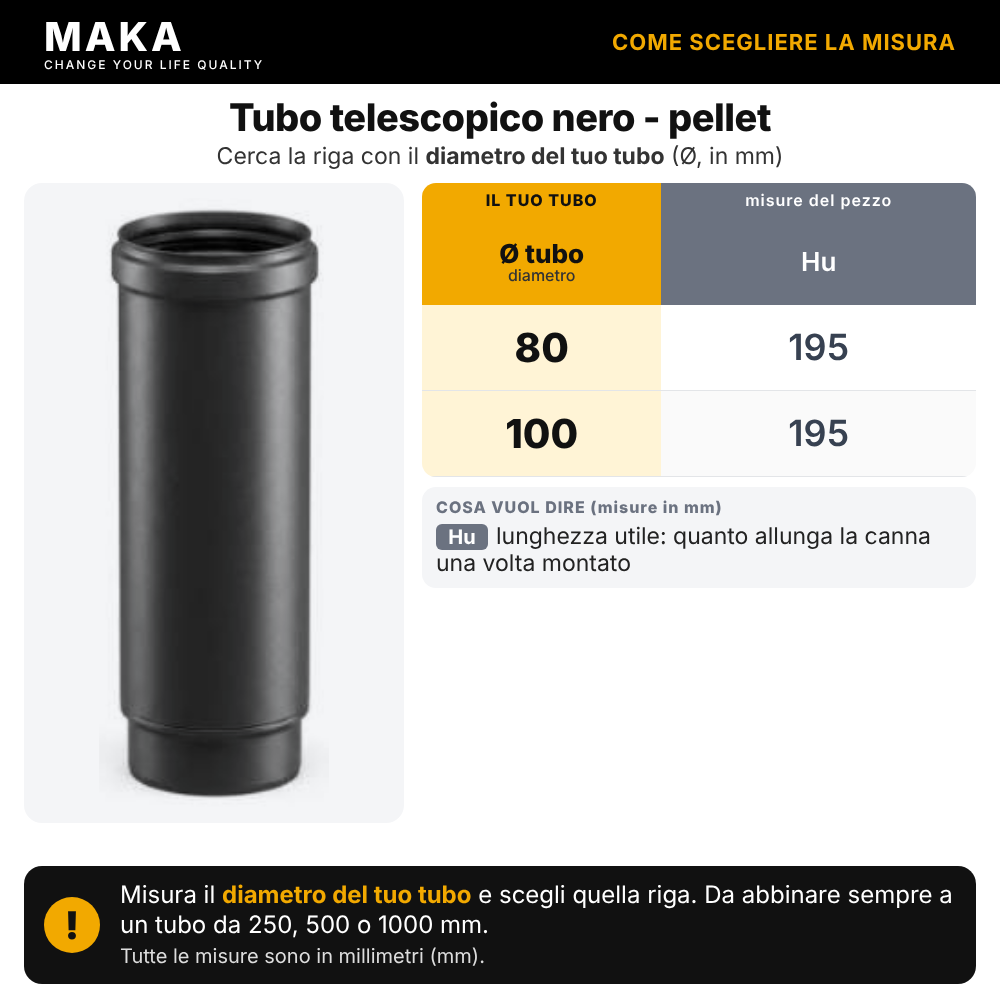 MAKA
CHANGE YOUR LIFE QUALITY
COME SCEGLIERE LA MISURA
Tubo telescopico nero - pellet
Cerca la riga con il diametro del tuo tubo (Ø, in mm)
IL TUO TUBO
misure del pezzo
Ø tubo
diametro
Hu
80
195
100
195
COSA VUOL DIRE (misure in mm)
Hu lunghezza utile: quanto allunga la canna
una volta montato
! Misura il diametro del tuo tubo e scegli quella riga. Da abbinare sempre a
un tubo da 250, 500 o 1000 mm.
Tutte le misure sono in millimetri (mm).